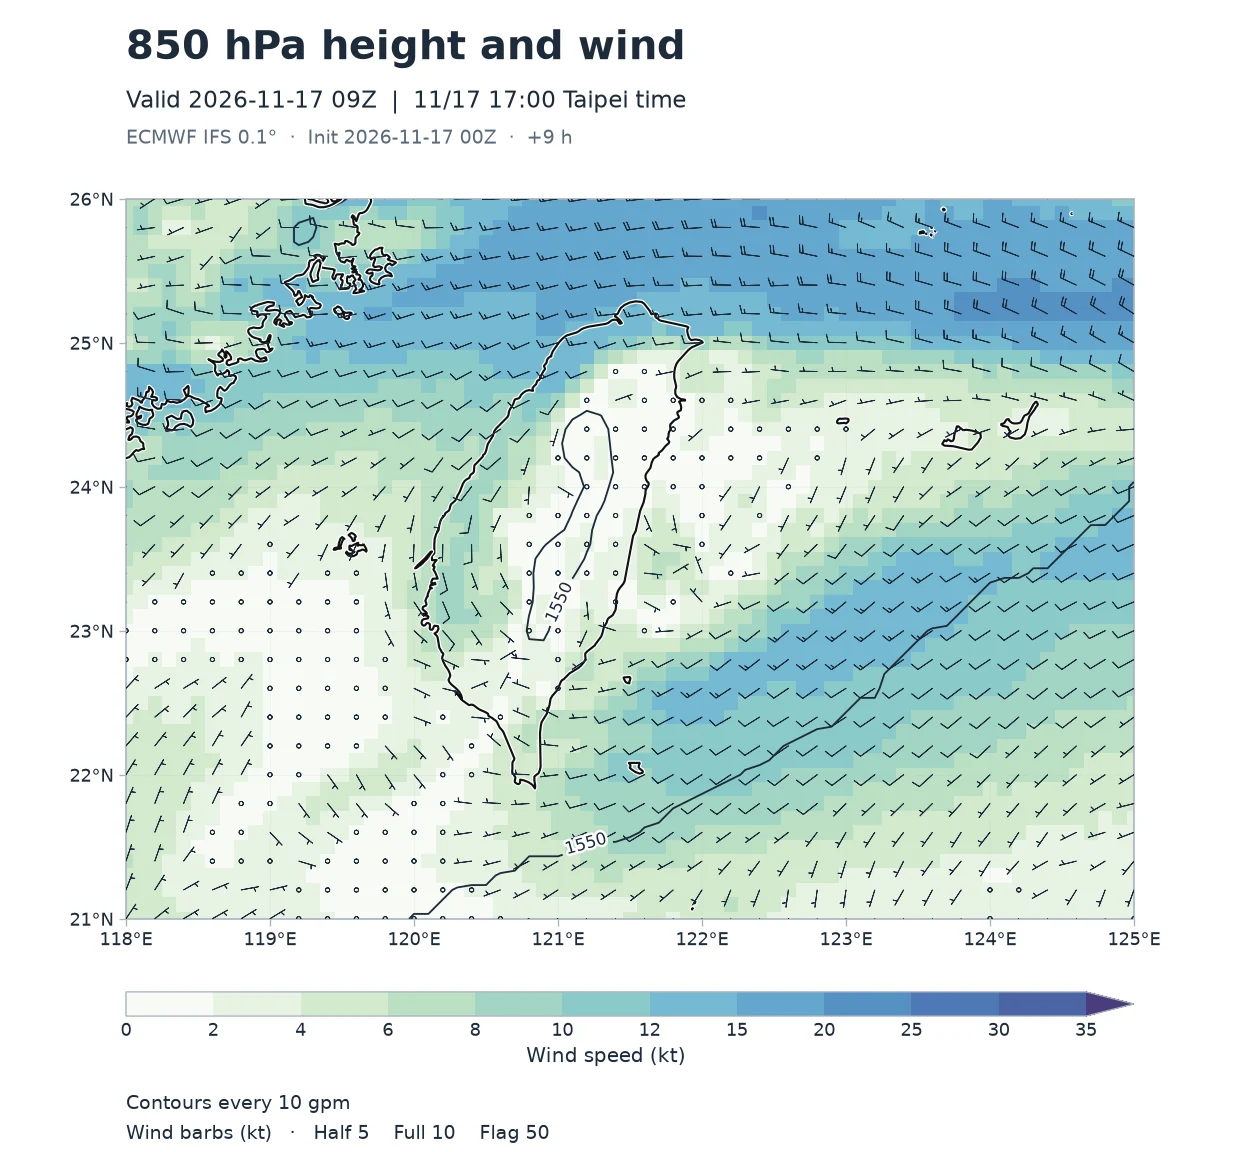 850 hPa height and wind
Valid 2026-11-17 09Z | 11/17 17:00 Taipei time
ECMWF IFS 0.1° · Init 2026-11-17 00Z · +9 h
26°N
25°N
24°N
23°N
22°N
21°N
1550
1550
118°E 119°E 120°E 121°E 122°E 123°E 124°E 125°E
0 2 4 6 8 10 12 15 20 25 30 35
Wind speed (kt)
Contours every 10 gpm
Wind barbs (kt) · Half 5 Full 10 Flag 50